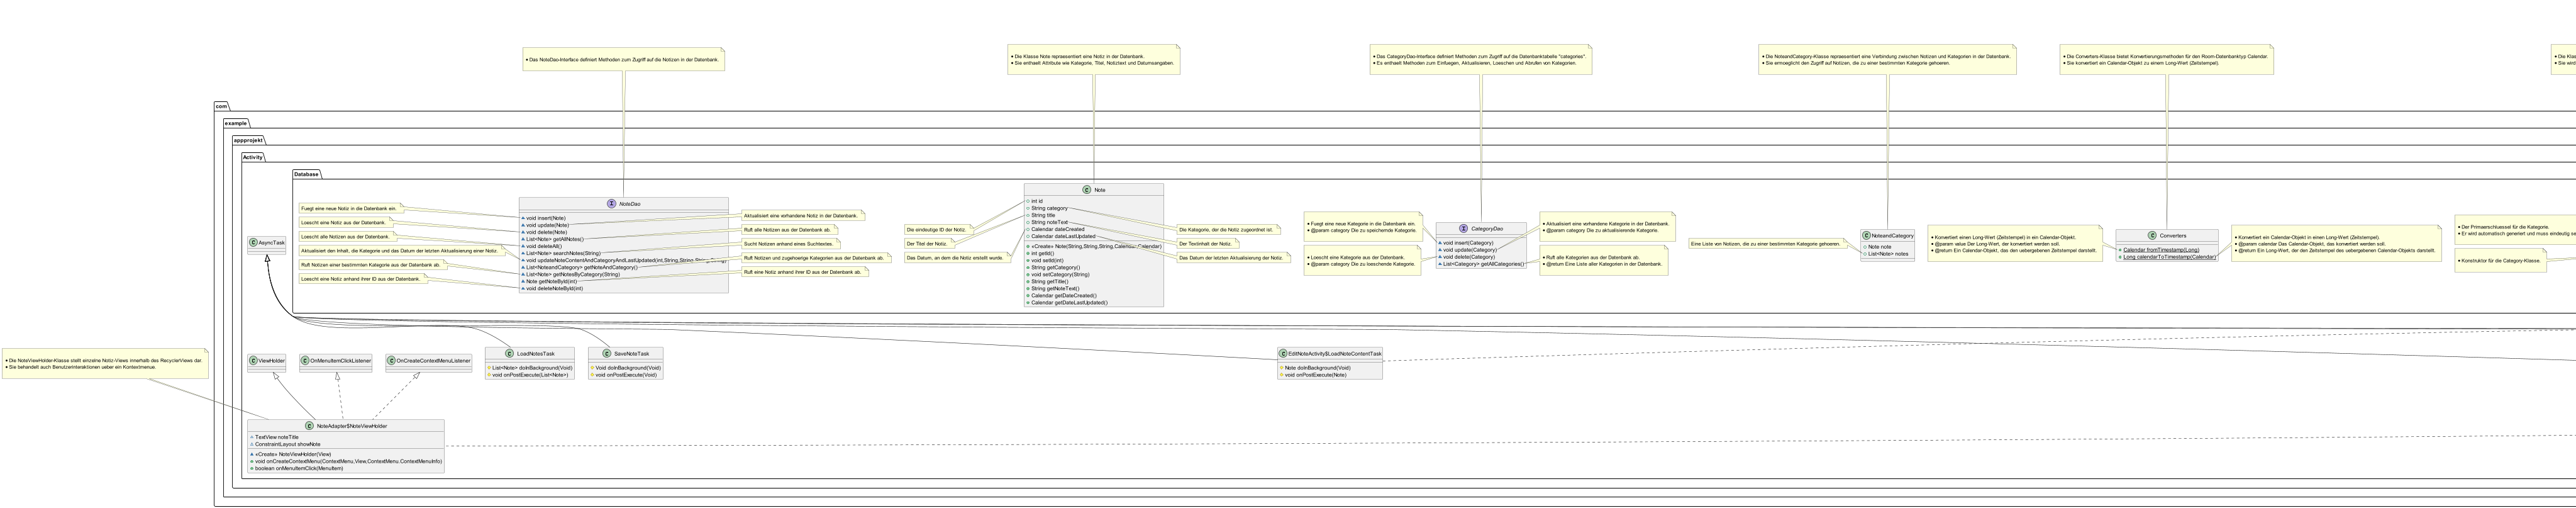 • Das NoteDao-Interface definiert Methoden zum Zugriff auf die Notizen in der Datenbank.
• Die Klasse Note repraesentiert eine Notiz in der Datenbank.
• Sie enthaelt Attribute wie Kategorie, Titel, Notiztext und Datumsangaben.
• Das CategoryDao-Interface definiert Methoden zum Zugriff auf die Datenbanktabelle "categories".
• Es enthaelt Methoden zum Einfuegen, Aktualisieren, Loeschen und Abrufen von Kategorien.
• Die NoteandCategory-Klasse repraesentiert eine Verbindung zwischen Notizen und Kategorien in der Datenbank.
• Sie ermoeglicht den Zugriff auf Notizen, die zu einer bestimmten Kategorie gehoeren.
• Die Converters-Klasse bietet Konvertierungsmethoden für den Room-Datenbanktyp Calendar.
• Sie konvertiert ein Calendar-Objekt zu einem Long-Wert (Zeitstempel).
• Die Klas
• Sie wird
com
example
appprojekt
Activity
Database
AsyncTask
Fuegt eine neue Notiz in die Datenbank ein.
Loescht eine Notiz aus der Datenbank.
Loescht alle Notizen aus der Datenbank.
Aktualisiert den Inhalt, die Kategorie und das Datum der letzten Aktualisierung einer Notiz.
Ruft Notizen einer bestimmten Kategorie aus der Datenbank ab.
Loescht eine Notiz anhand ihrer ID aus der Datenbank.
NoteDao
void insert(Note)
void update(Note)
void delete(Note)
List<Note> getAllNotes()
void deleteAll()
List<Note> searchNotes(String)
void updateNoteContentAndCategoryAndLastUpdated(int,String,String,
List<NoteandCategory> getNoteAndCategory()
List<Note> getNotesByCategory(String)
Note getNoteById(int)
void deleteNoteById(int)
Aktualisiert eine vorhandene Notiz in der Datenbank.
Ruft alle Notizen aus der Datenbank ab.
Sucht Notizen anhand eines Suchtextes.
Ruft Notizen und zugehoerige Kategorien aus der Datenbank ab.
Ruft eine Notiz anhand ihrer ID aus der Datenbank ab.
Die eindeutige ID der Notiz.
Der Titel der Notiz.
Das Datum, an dem die Notiz erstellt wurde.
Note
int id
String category
String title
String noteText
Calendar dateCreated
Calendar dateLastUpdated
«Create» Note(String,String,String,Calendar,Calendar)
int getId()
void setId(int)
String getCategory()
void setCategory(String)
String getTitle()
String getNoteText()
Calendar getDateCreated()
Calendar getDateLastUpdated()
Die Kategorie, der die Notiz zugeordnet ist.
Der Textinhalt der Notiz.
Das Datum der letzten Aktualisierung der Notiz.
• Fuegt eine neue Kategorie in die Datenbank ein.
• @param category Die zu speichernde Kategorie.
• Loescht eine Kategorie aus der Datenbank.
• @param category Die zu loeschende Kategorie.
CategoryDao
void insert(Category)
void update(Category)
void delete(Category)
List<Category> getAllCategories()
• Aktualisiert eine vorhandene Kategorie in der Datenbank.
• @param category Die zu aktualisierende Kategorie.
• Ruft alle Kategorien aus der Datenbank ab.
• @return Eine Liste aller Kategorien in der Datenbank.
Eine Liste von Notizen, die zu einer bestimmten Kategorie gehoeren.
NoteandCategory
Note note
List<Note> notes
• Konvertiert einen Long-Wert (Zeitstempel) in ein Calendar-Objekt.
• @param value Der Long-Wert, der konvertiert werden soll.
• @return Ein Calendar-Objekt, das den uebergebenen Zeitstempel darstellt.
Converters
Calendar fromTimestamp(Long)
Long calendarToTimestamp(Calendar)
• Konvertiert ein Calendar-Objekt in einen Long-Wert (Zeitstempel).
• @param calendar Das Calendar-Objekt, das konvertiert werden soll.
• @return Ein Long-Wert, der den Zeitstempel des uebergebenen Calendar-Objekts darstellt.
• Der Primaerschluessel für die Kategorie.
• Er wird automatisch generiert und muss eindeutig se
• Konstruktor für die Category-Klasse.
• Die NoteViewHolder-Klasse stellt einzelne Notiz-Views innerhalb des RecyclerViews dar.
• Sie behandelt auch Benutzerinteraktionen ueber ein Kontextmenue.
ViewHolder
OnMenuItemClickListener
OnCreateContextMenuListener
LoadNotesTask
List<Note> doInBackground(Void)
void onPostExecute(List<Note>)
SaveNoteTask
Void doInBackground(Void)
void onPostExecute(Void)
EditNoteActivity$LoadNoteContentTask
Note doInBackground(Void)
void onPostExecute(Note)
NoteAdapter$NoteViewHolder
TextView noteTitle
ConstraintLayout showNote
«Create» NoteViewHolder(View)
void onCreateContextMenu(ContextMenu,View,ContextMenu.ContextMenuInfo)
boolean onMenuItemClick(MenuItem)